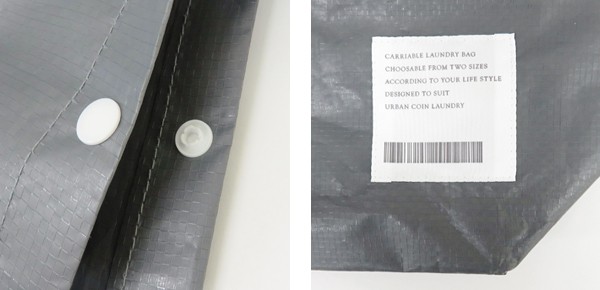 CARRIABLE LAUNDRY BAG
CHOOSABLE FROM TWO SIZES
ACCORDING TO YOUR LIFE STYLE
DESIGNED TO SUIT
URBAN COIN LAUNDRY